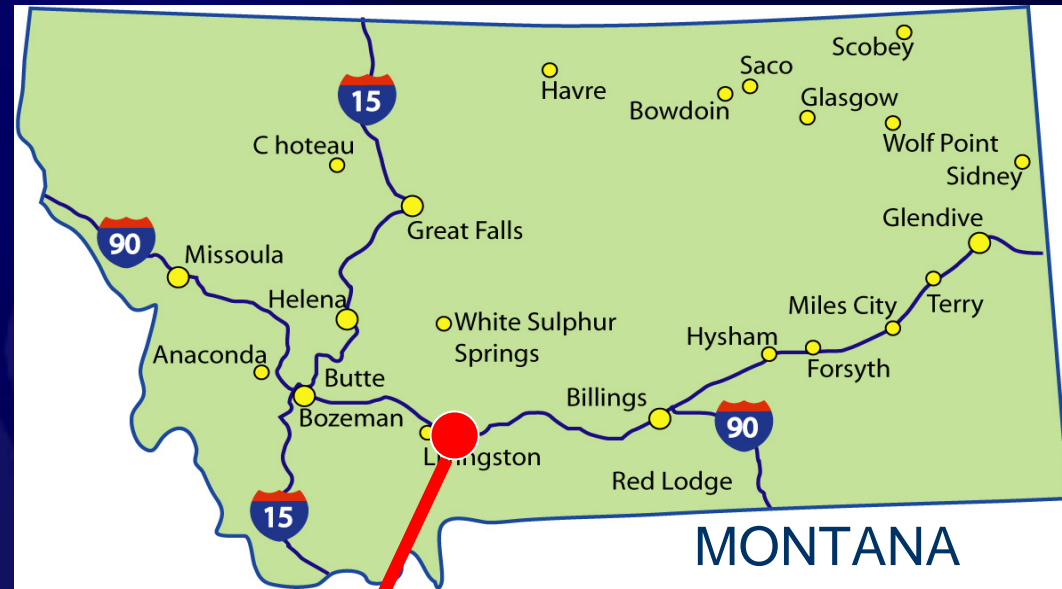 Scobey
Saco
Havre
15
Bowdoin
Glasgow
C hoteau
Wolf Point
Sidney
Glendive
Great Falls
90
Missoula
Helena
Miles City
Terry
White Sulphur
Springs
Hysham
Anaconda
Forsyth
Butte
Billings
Bozeman
90
Livingston
Red Lodge
15
MONTANA